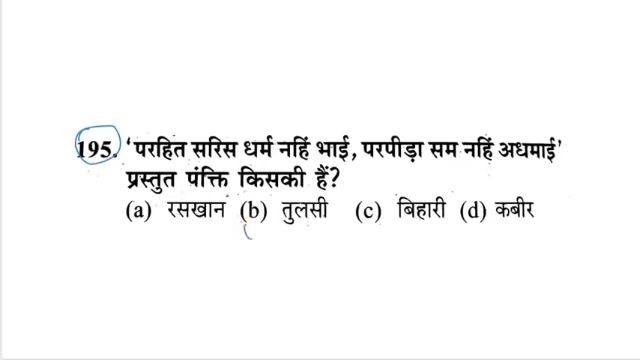 195. 'परहित सरिस धर्म नहिं भाई, परपीड़ा सम नहिं अधमाई'
प्रस्तुत पंक्ति किसकी हैं?
(a) रसखान (b) तुलसी (c) बिहारी (d) कबीर